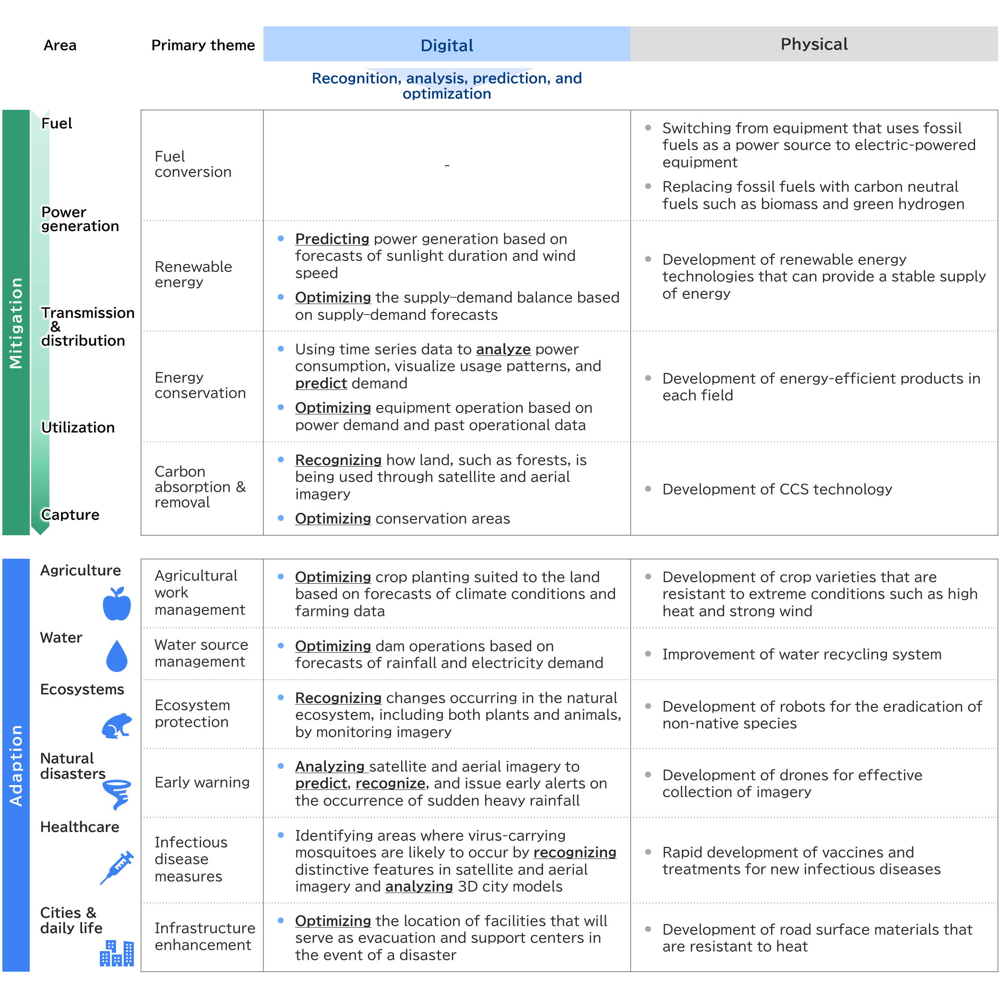 Area
Primary theme
Digital
Physical
Recognition, analysis, prediction, and
optimization
Mitigation
Fuel
Power
generation
Transmission
&
distribution
Utilization
Capture
Fuel
conversion
-
Switching from equipment that uses fossil
fuels as a power source to electric-powered
equipment
Replacing fossil fuels with carbon neutral
fuels such as biomass and green hydrogen
Renewable
energy
Predicting power generation based on
forecasts of sunlight duration and wind
speed
Optimizing the supply–demand balance based
on supply–demand forecasts
Development of renewable energy
technologies that can provide a stable supply
of energy
Energy
conservation
Using time series data to analyze power
consumption, visualize usage patterns, and
predict demand
Optimizing equipment operation based on
power demand and past operational data
Development of energy-efficient products in
each field
Carbon
absorption &
removal
Recognizing how land, such as forests, is
being used through satellite and aerial
imagery
Optimizing conservation areas
Development of CCS technology
Adaption
Agriculture
Agricultural
work
management
Optimizing crop planting suited to the land
based on forecasts of climate conditions and
farming data
Development of crop varieties that are
resistant to extreme conditions such as high
heat and strong wind
Water
Water source
management
Optimizing dam operations based on
forecasts of rainfall and electricity demand
Improvement of water recycling system
Ecosystems
Ecosystem
protection
Recognizing changes occurring in the natural
ecosystem, including both plants and animals,
by monitoring imagery
Development of robots for the eradication of
non-native species
Natural
disasters
Early warning
Analyzing satellite and aerial imagery to
predict, recognize, and issue early alerts on
the occurrence of sudden heavy rainfall
Development of drones for effective
collection of imagery
Healthcare
Infectious
disease
measures
Identifying areas where virus-carrying
mosquitoes are likely to occur by recognizing
distinctive features in satellite and aerial
imagery and analyzing 3D city models
Rapid development of vaccines and
treatments for new infectious diseases
Cities &
daily life
Infrastructure
enhancement
Optimizing the location of facilities that will
serve as evacuation and support centers in
the event of a disaster
Development of road surface materials that
are resistant to heat